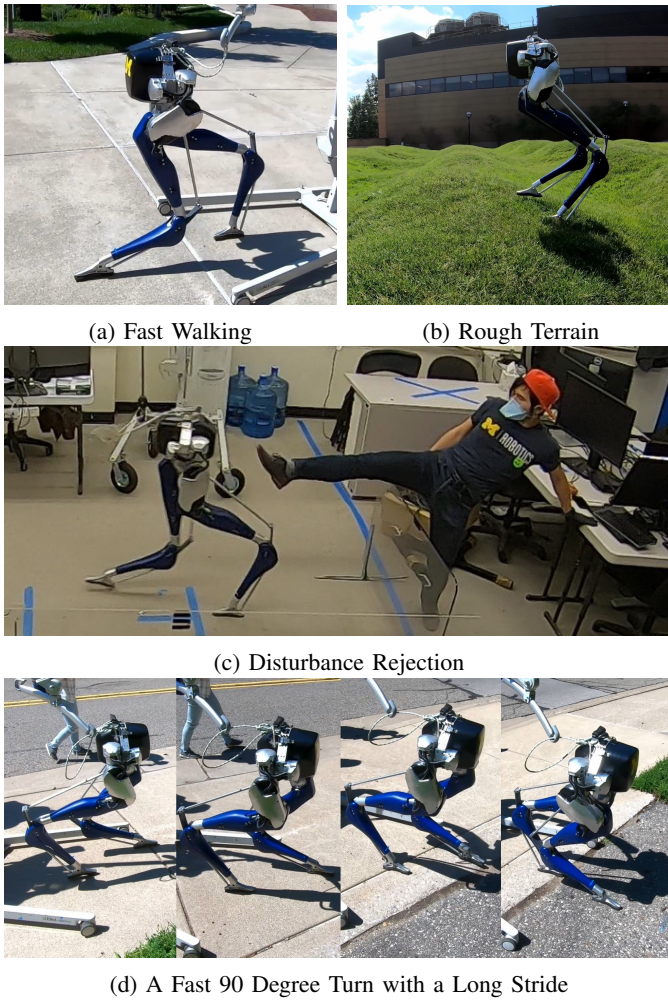 (a) Fast Walking
(b) Rough Terrain
M
ROBOTICS
(c) Disturbance Rejection
(d) A Fast 90 Degree Turn with a Long Stride